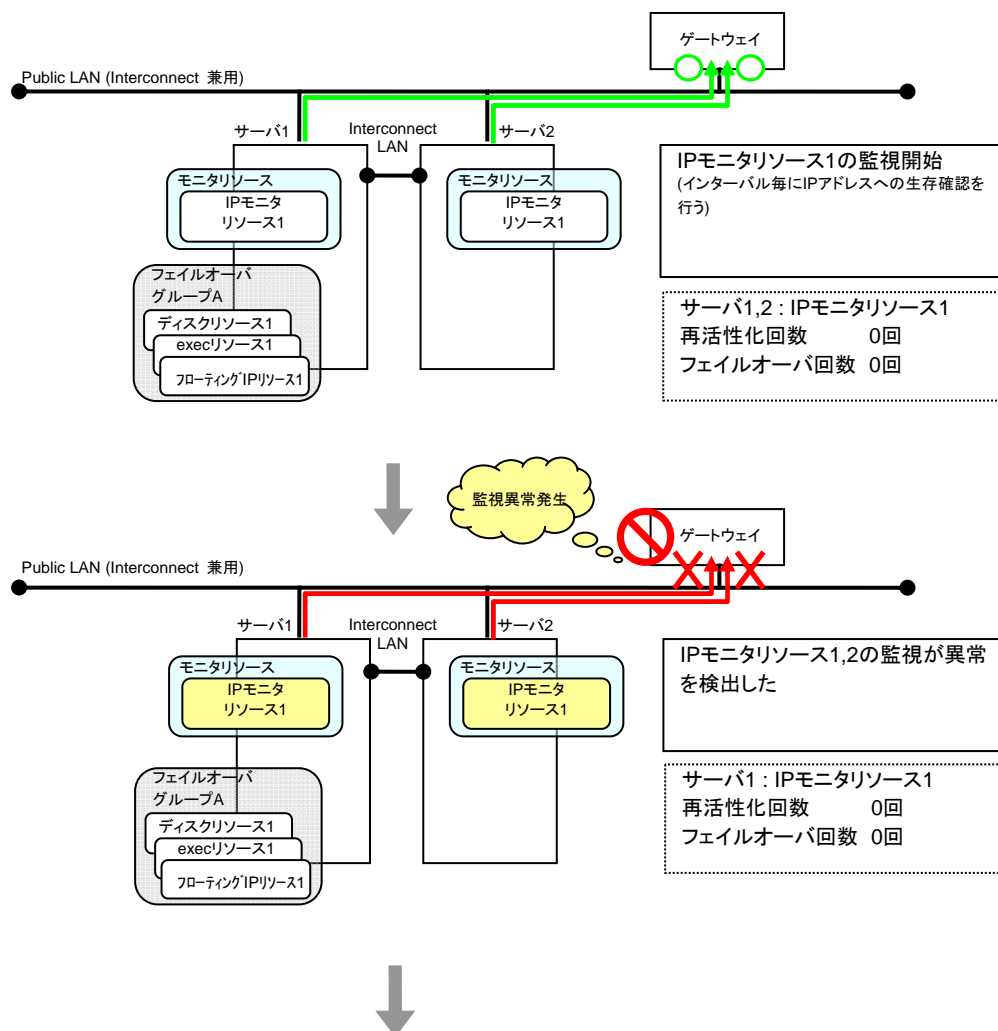 ゲートウェイ
Public LAN (Interconnect 兼用)
サーバ1
Interconnect
LAN
サーバ2
モニタリソース
IPモニタ
リソース1
モニタリソース
IPモニタ
リソース1
フェイルオーバ
グループA
ディスクリソース1
execリソース1
フローティングIPリソース1
IPモニタリソース1の監視開始
(インターバル毎にIPアドレスへの生存確認を
行う)
サーバ1,2 : IPモニタリソース1
再活性化回数 0回
フェイルオーバ回数 0回
監視異常発生
ゲートウェイ
Public LAN (Interconnect 兼用)
サーバ1
Interconnect
LAN
サーバ2
モニタリソース
IPモニタ
リソース1
モニタリソース
IPモニタ
リソース1
フェイルオーバ
グループA
ディスクリソース1
execリソース1
フローティングIPリソース1
IPモニタリソース1,2の監視が異常
を検出した
サーバ1 : IPモニタリソース1
再活性化回数 0回
フェイルオーバ回数 0回